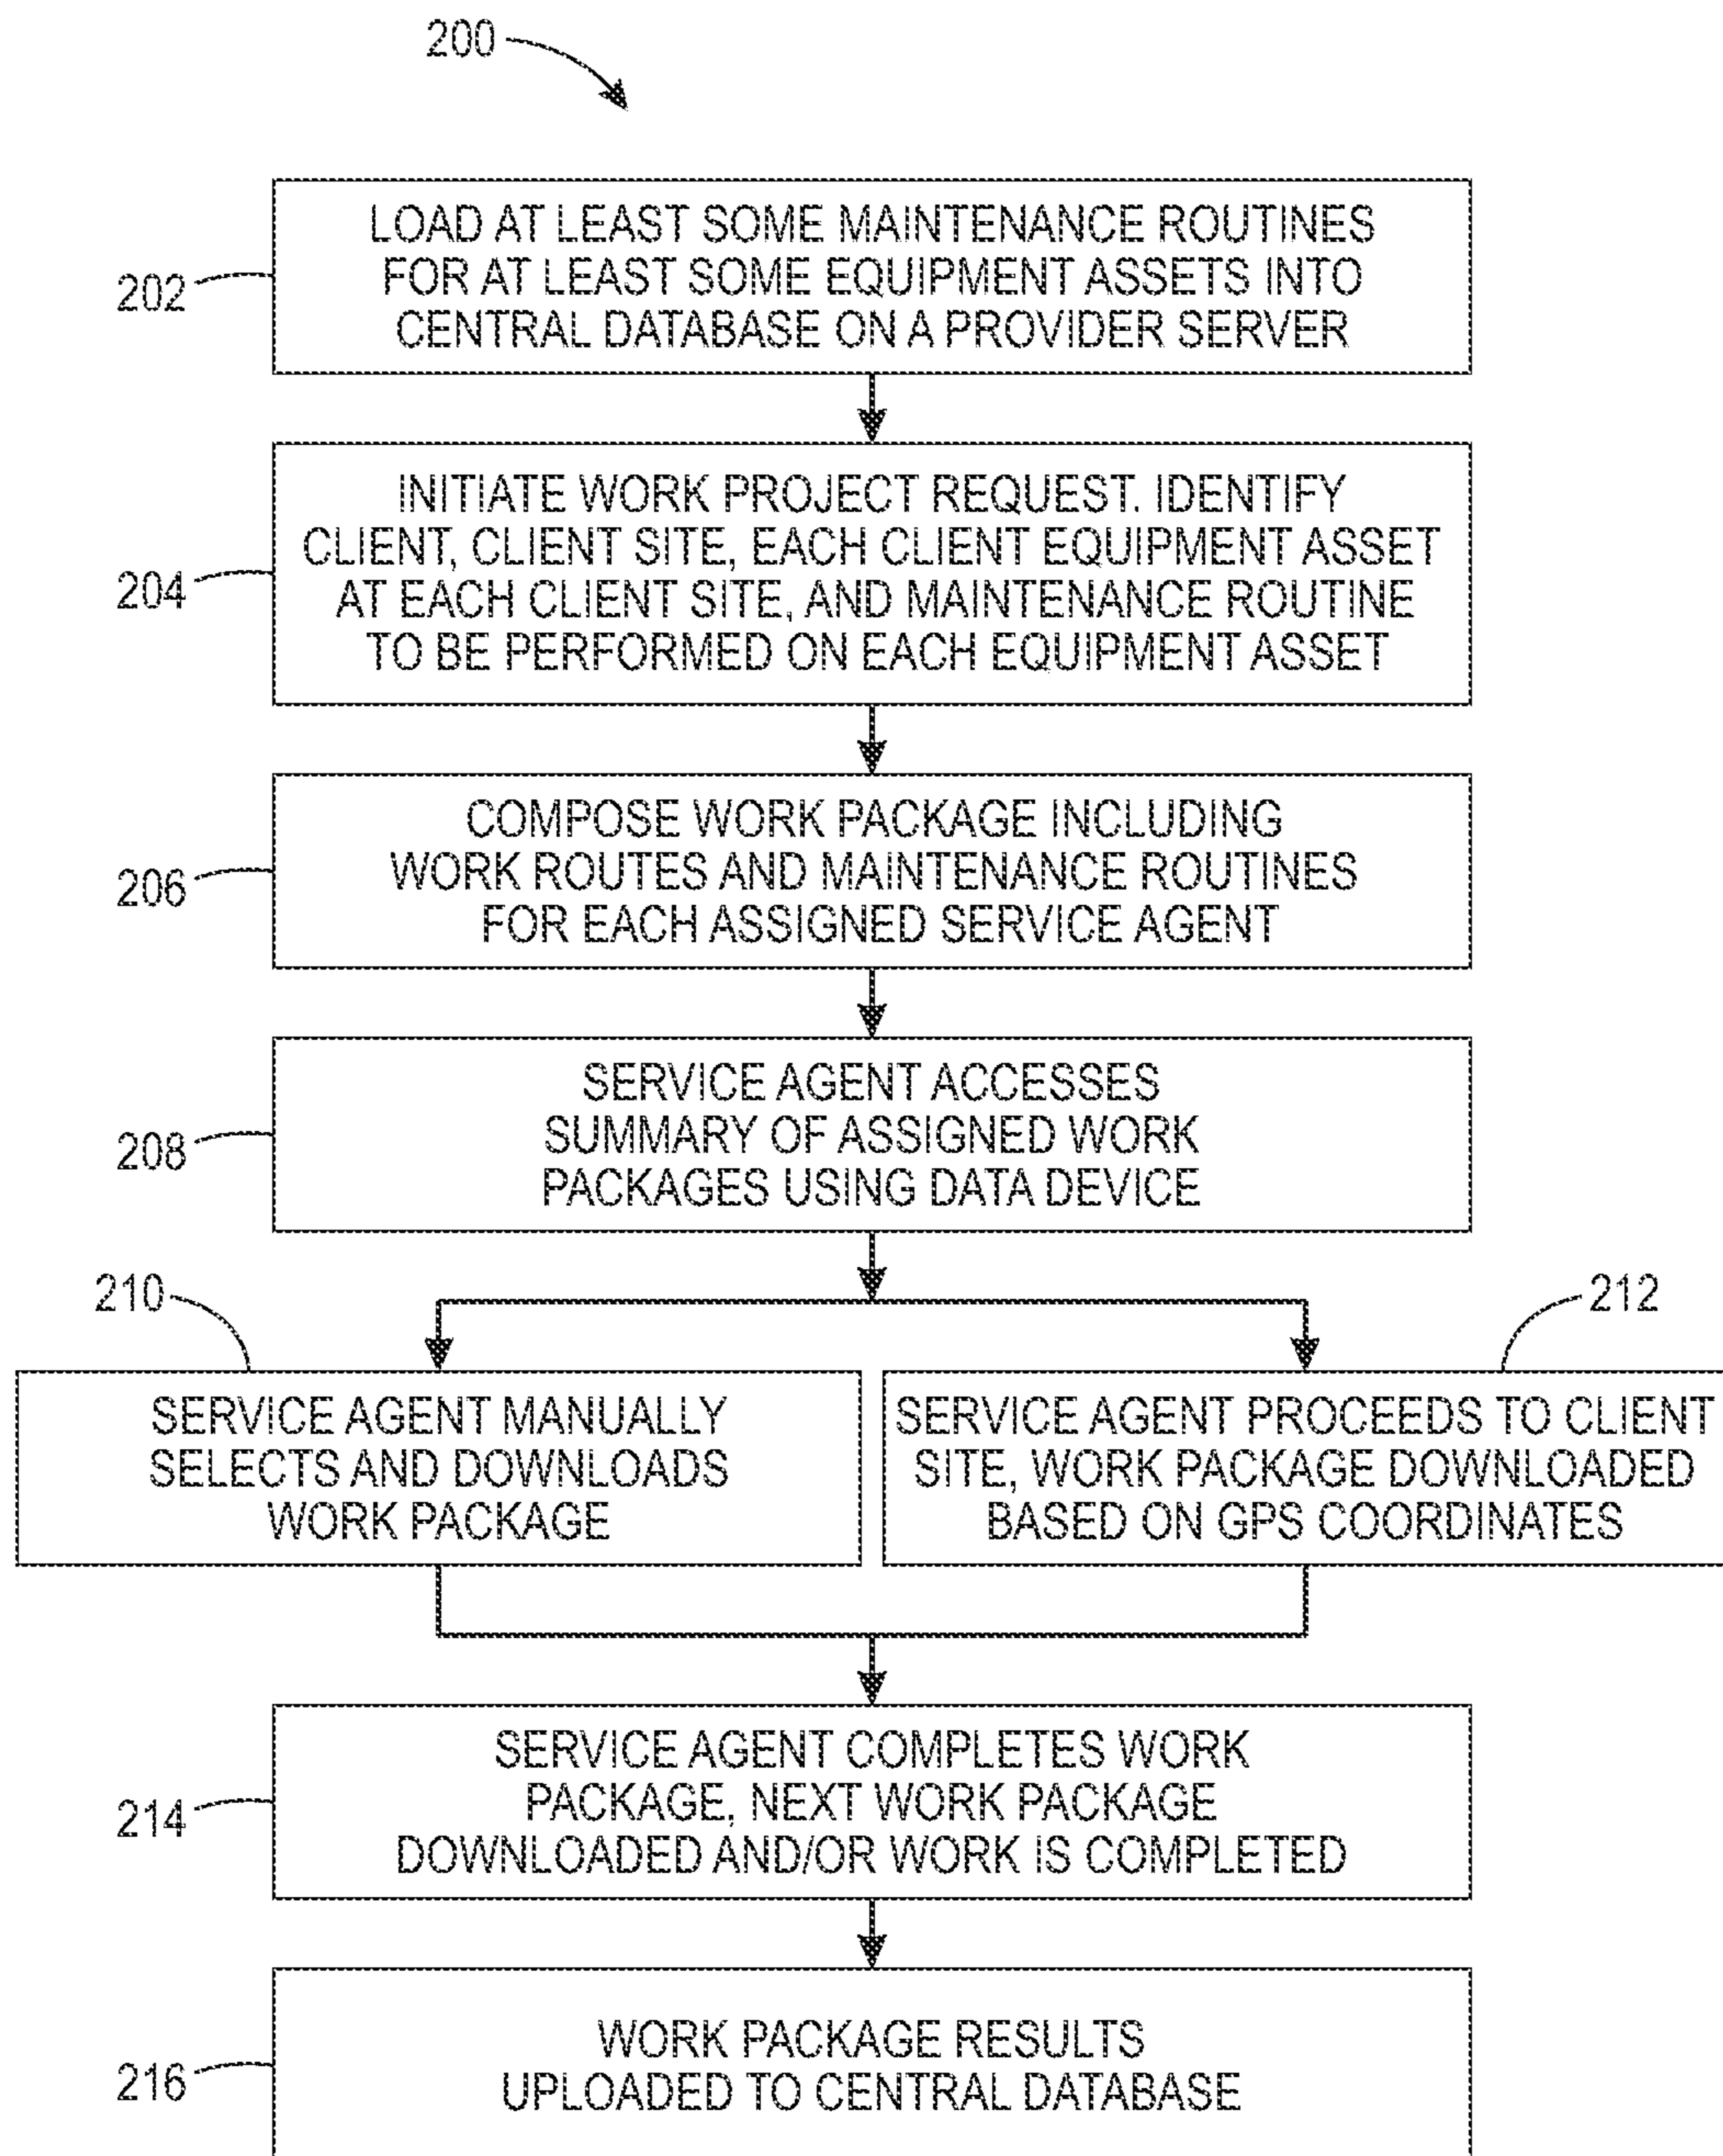 200
LOAD AT LEAST SOME MAINTENANCE ROUTINES
FOR AT LEAST SOME EQUIPMENT ASSETS INTO
CENTRAL DATABASE ON A PROVIDER SERVER
202
INITIATE WORK PROJECT REQUEST. IDENTIFY
CLIENT, CLIENT SITE, EACH CLIENT EQUIPMENT ASSET
AT EACH CLIENT SITE, AND MAINTENANCE ROUTINE
TO BE PERFORMED ON EACH EQUIPMENT ASSET
204
COMPOSE WORK PACKAGE INCLUDING
WORK ROUTES AND MAINTENANCE ROUTINES
FOR EACH ASSIGNED SERVICE AGENT
206
SERVICE AGENT ACCESSES
SUMMARY OF ASSIGNED WORK
PACKAGES USING DATA DEVICE
208
210
SERVICE AGENT MANUALLY
SELECTS AND DOWNLOADS
WORK PACKAGE
212
SERVICE AGENT PROCEEDS TO CLIENT
SITE, WORK PACKAGE DOWNLOADED
BASED ON GPS COORDINATES
SERVICE AGENT COMPLETES WORK
PACKAGE, NEXT WORK PACKAGE
DOWNLOADED AND/OR WORK IS COMPLETED
214
WORK PACKAGE RESULTS
UPLOADED TO CENTRAL DATABASE
216